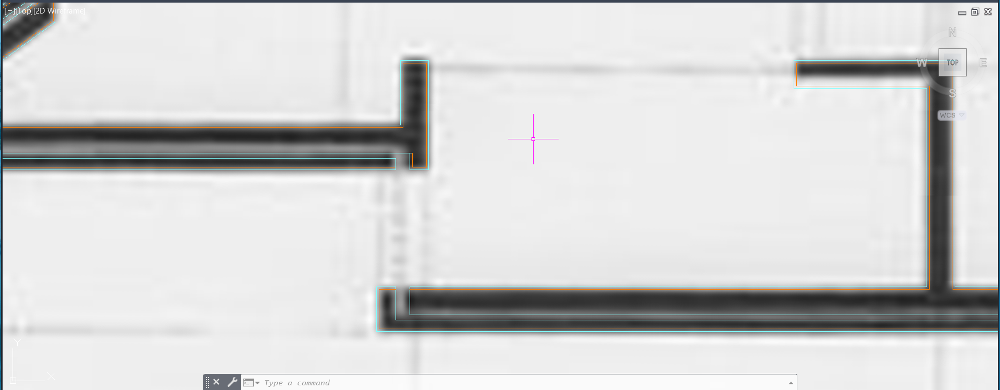 [−][Top][2D Wireframe]
N
W TOP E
S
WCS
Y
X
Type a command